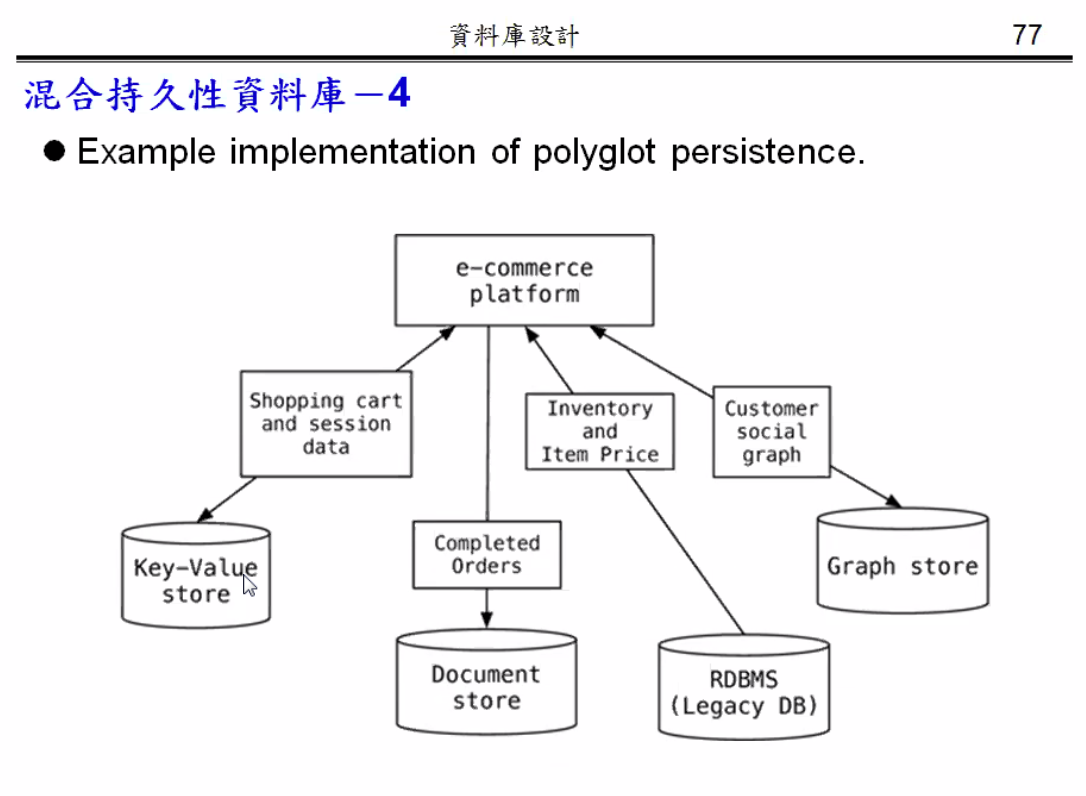 資料庫設計
77
混合持久性資料庫－4
● Example implementation of polyglot persistence.
e-commerce
platform
Shopping cart
and session
data
Inventory
and
Item Price
Customer
social
graph
Completed
Orders
Key-Value
store
Graph store
Document
store
RDBMS
(Legacy DB)